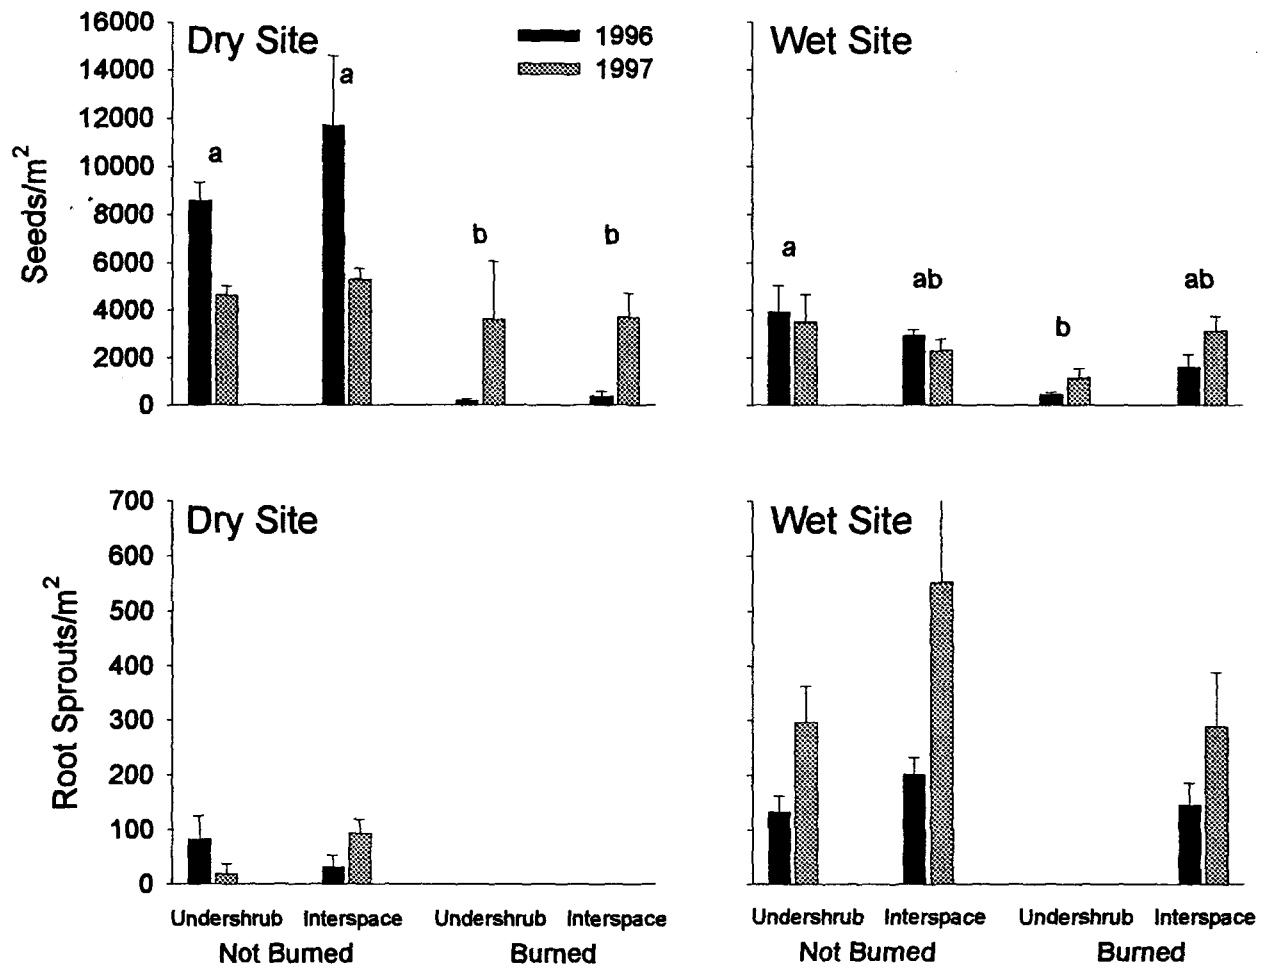 Dry Site
1996
1997
Wet Site
16000
14000
12000
10000
8000
6000
4000
2000
0
Seeds/m²
a
a
b
b
a
ab
b
ab
Dry Site
Wet Site
700
600
500
400
300
200
100
0
Root Sprouts/m²
Undershrub Interspace Undershrub Interspace Undershrub Interspace Undershrub Interspace
Not Burned Burned Not Burned Burned